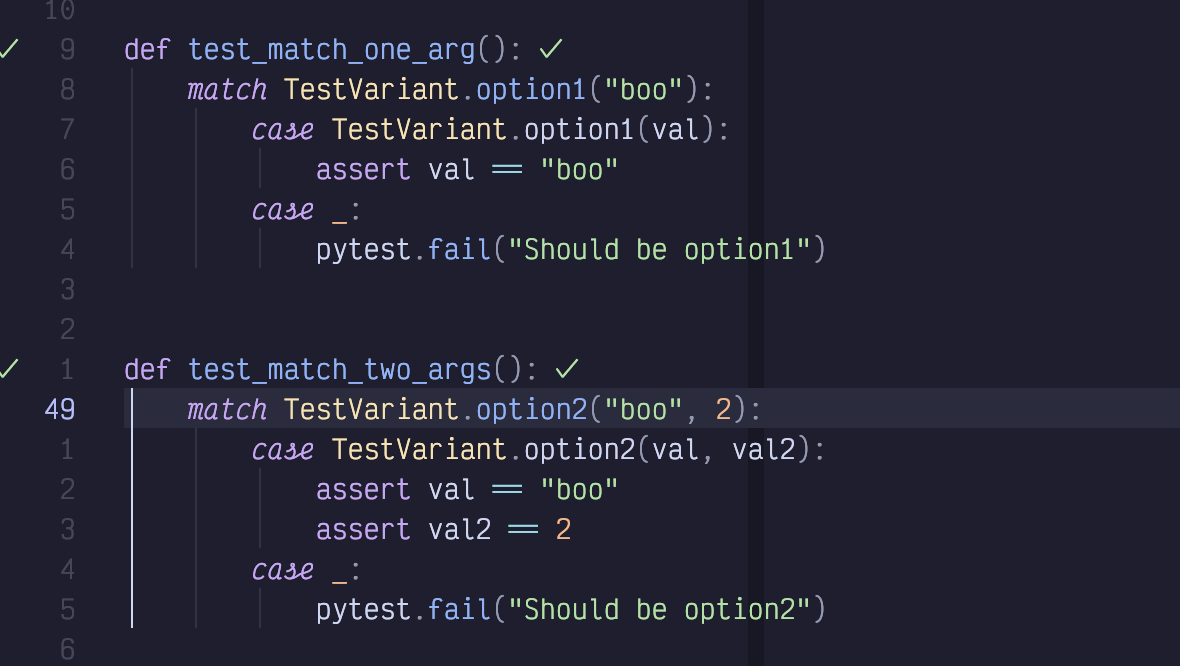 10
✓ 9 def test_match_one_arg(): ✓
8 match TestVariant.option1("boo"):
7 case TestVariant.option1(val):
6 assert val == "boo"
5 case _:
4 pytest.fail("Should be option1")
3
2
✓ 1 def test_match_two_args(): ✓
49 match TestVariant.option2("boo", 2):
1 case TestVariant.option2(val, val2):
2 assert val == "boo"
3 assert val2 == 2
4 case _:
5 pytest.fail("Should be option2")
6